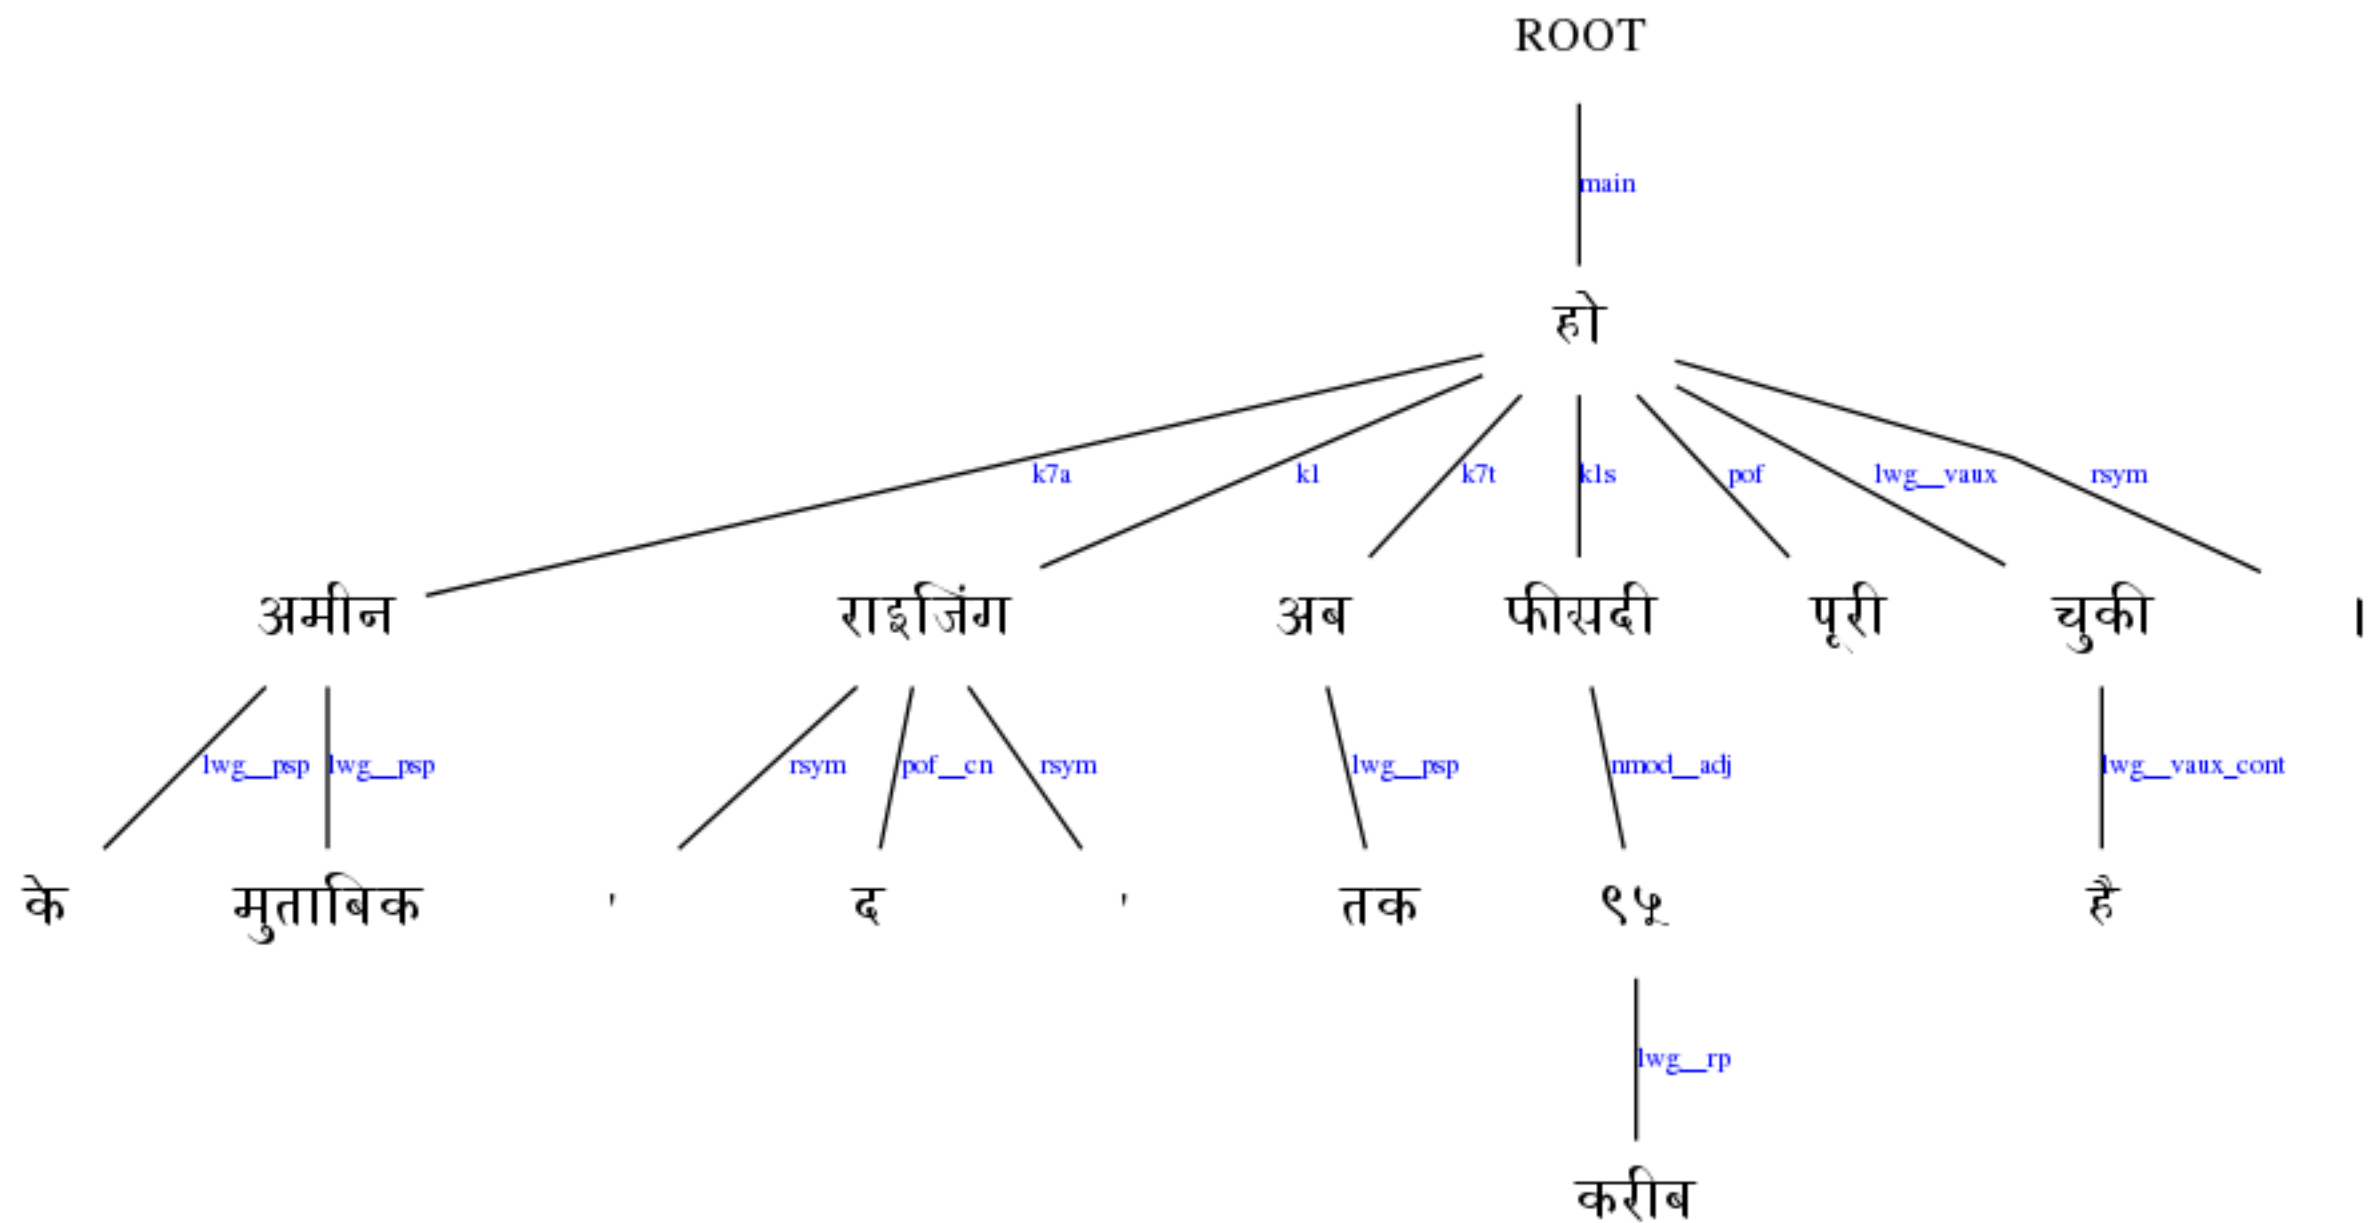 ROOT
main
हो
k7a k1 k7t k1s pof lwg__vaux rsym
अमीन राइजिंग अब फीसदी पूरी चुकी ।
lwg__psp lwg__psp rsym pof__cn rsym lwg__psp nmod__adj lwg__vaux_cont
के मुताबिक ' द ' तक ९५ है
lwg__rp
करीब